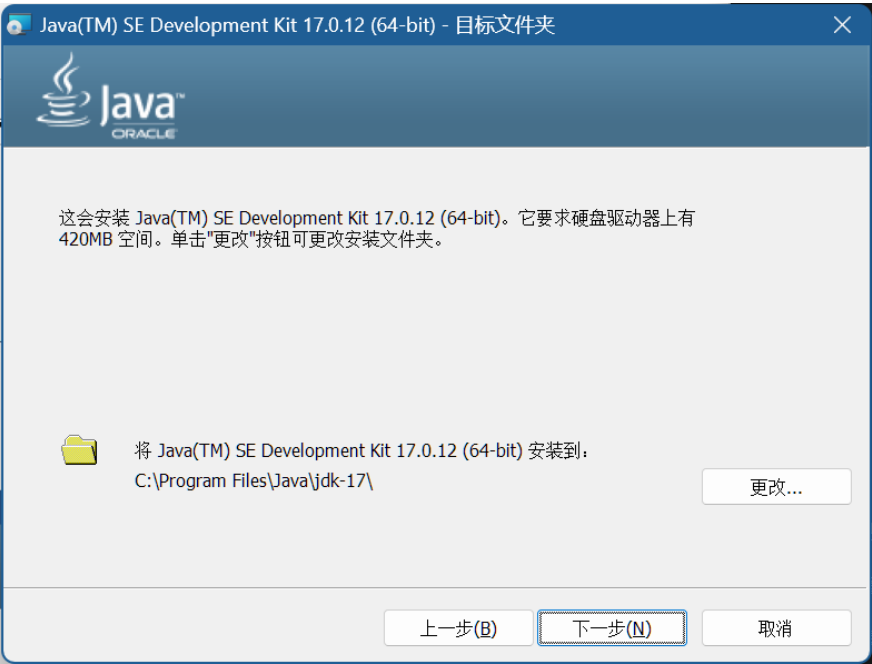 Java(TM) SE Development Kit 17.0.12 (64-bit) - 目标文件夹
Java™
ORACLE
这会安装 Java(TM) SE Development Kit 17.0.12 (64-bit)。它要求硬盘驱动器上有
420MB 空间。单击"更改"按钮可更改安装文件夹。
将 Java(TM) SE Development Kit 17.0.12 (64-bit) 安装到：
C:\Program Files\Java\jdk-17\
更改...
上一步(B)
下一步(N)
取消